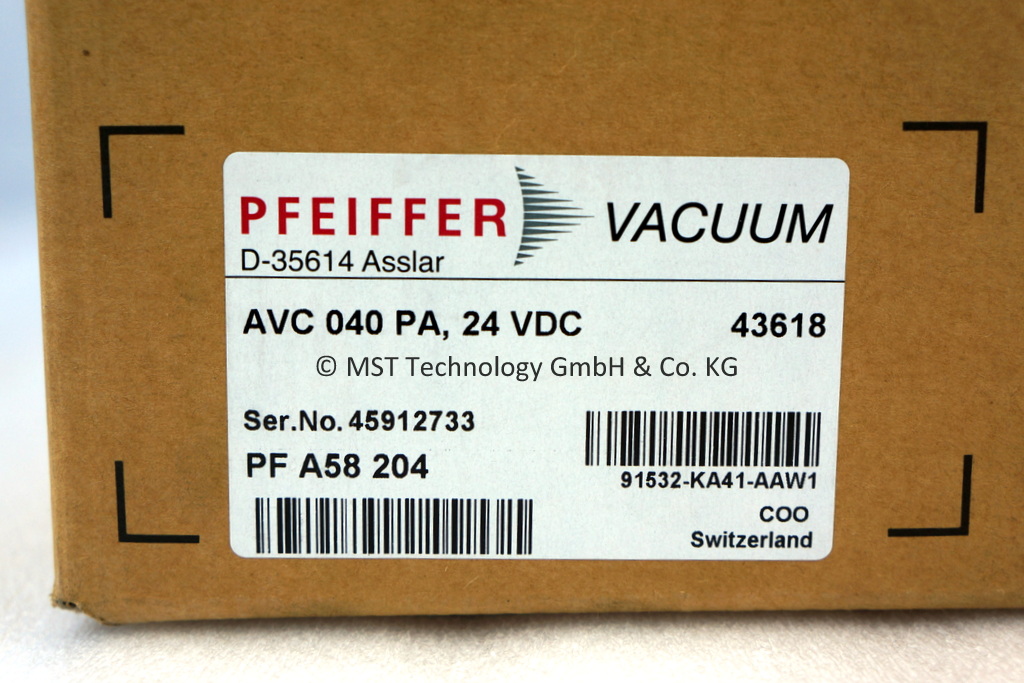 PFEIFFER VACUUM
D-35614 Asslar
AVC 040 PA, 24 VDC 43618
© MST Technology GmbH & Co. KG
Ser.No. 45912733
PF A58 204
91532-KA41-AAW1
COO
Switzerland